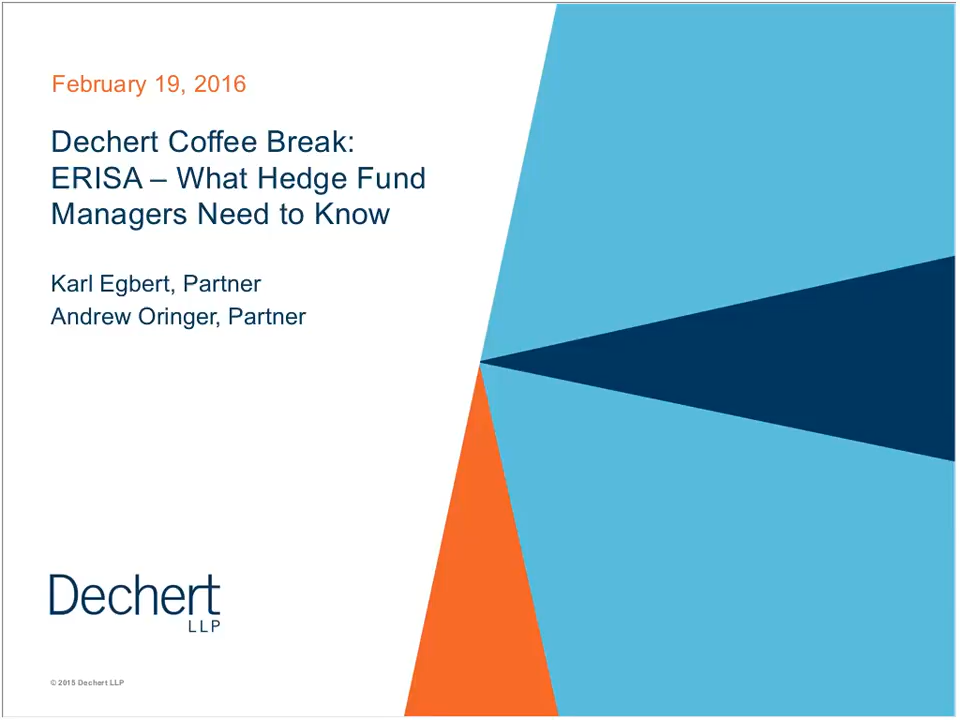 February 19, 2016
Dechert Coffee Break:
ERISA – What Hedge Fund
Managers Need to Know
Karl Egbert, Partner
Andrew Oringer, Partner
Dechert
LLP
© 2015 Dechert LLP